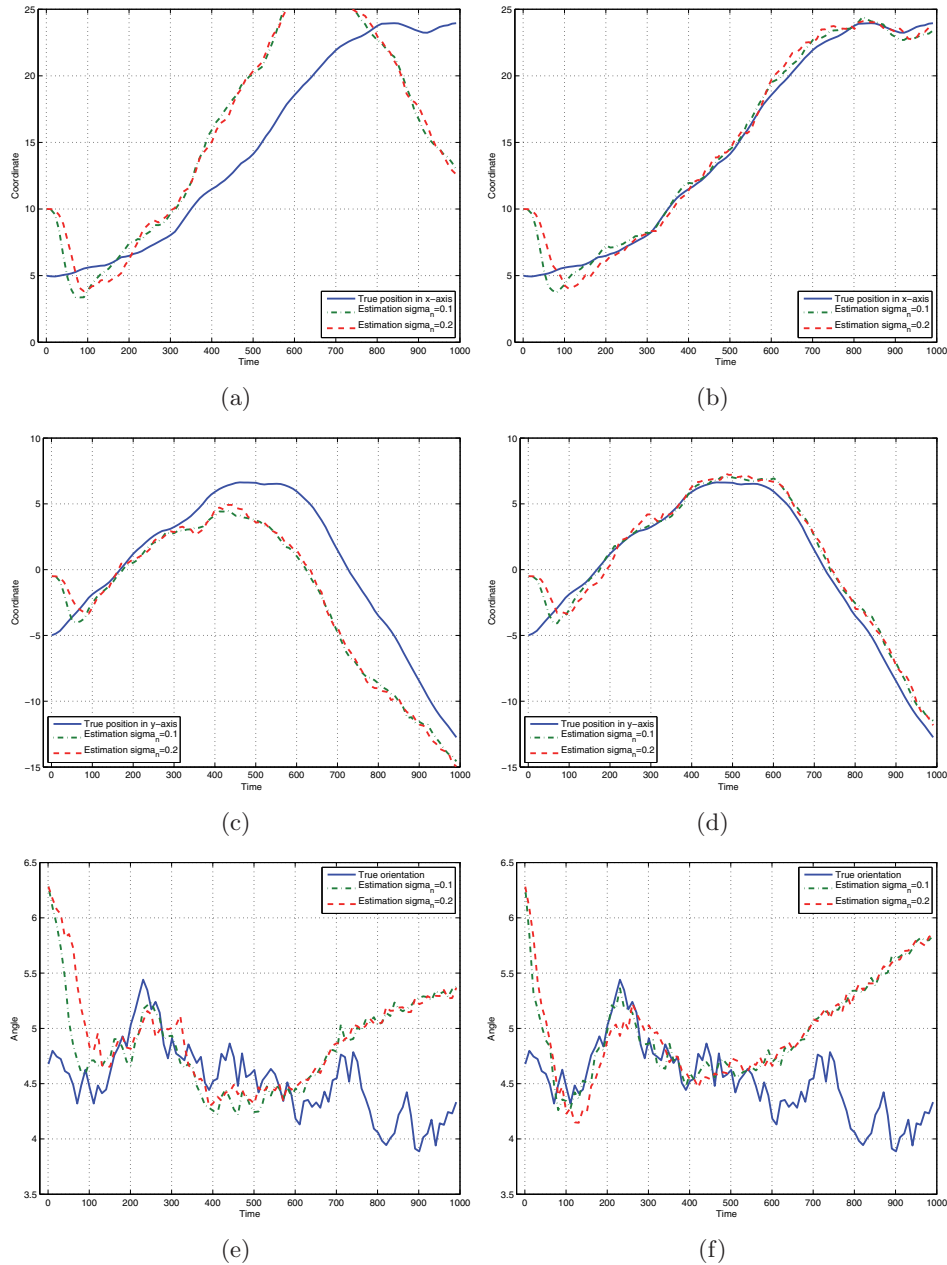 25
20
15
10
5
0
Coordinate
0 100 200 300 400 500 600 700 800 900 1000
Time
True position in x-axis
Estimation sigma_n=0.1
Estimation sigma_n=0.2
(a)
25
20
15
10
5
0
Coordinate
0 100 200 300 400 500 600 700 800 900 1000
Time
True position in x-axis
Estimation sigma_n=0.1
Estimation sigma_n=0.2
(b)
10
5
0
−5
−10
−15
Coordinate
0 100 200 300 400 500 600 700 800 900 1000
Time
True position in y-axis
Estimation sigma_n=0.1
Estimation sigma_n=0.2
(c)
10
5
0
−5
−10
−15
Coordinate
0 100 200 300 400 500 600 700 800 900 1000
Time
True position in y-axis
Estimation sigma_n=0.1
Estimation sigma_n=0.2
(d)
6.5
6
5.5
5
4.5
4
3.5
Angle
0 100 200 300 400 500 600 700 800 900 1000
Time
True orientation
Estimation sigma_n=0.1
Estimation sigma_n=0.2
(e)
6.5
6
5.5
5
4.5
4
3.5
Angle
0 100 200 300 400 500 600 700 800 900 1000
Time
True orientation
Estimation sigma_n=0.1
Estimation sigma_n=0.2
(f)